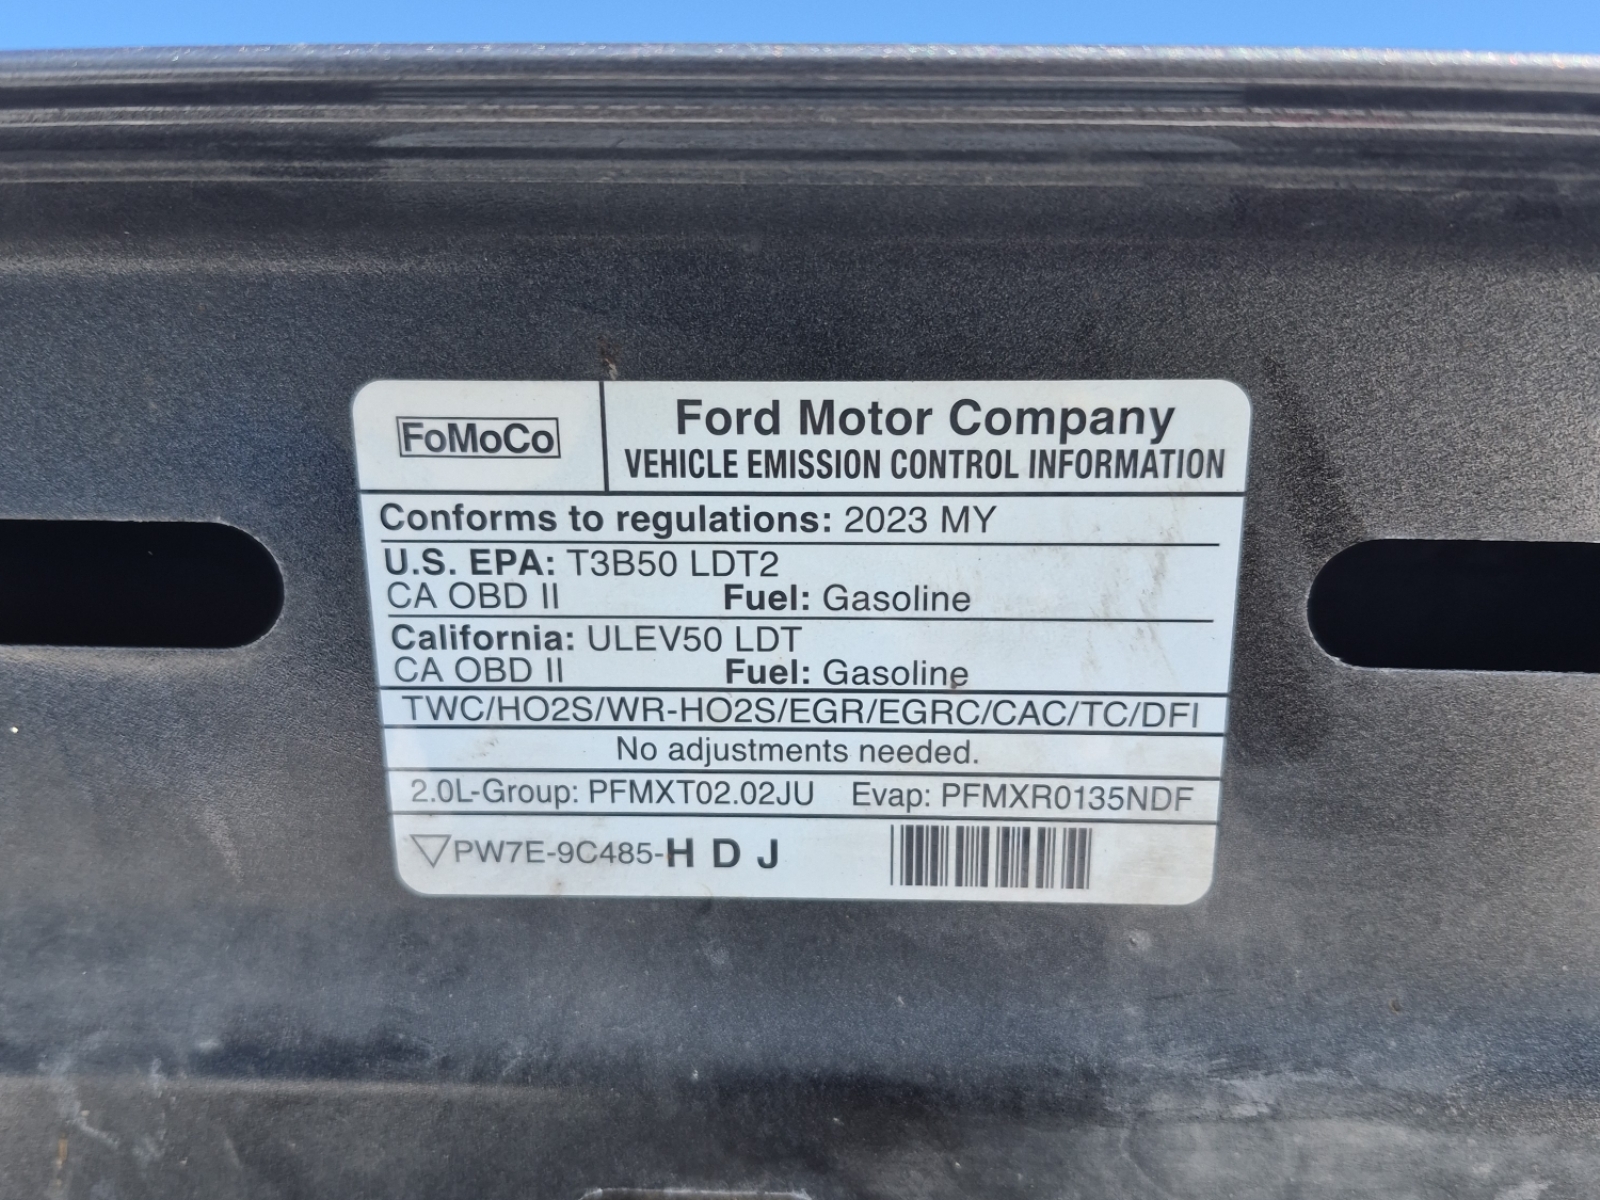 FoMoCo
Ford Motor Company
VEHICLE EMISSION CONTROL INFORMATION
Conforms to regulations: 2023 MY
U.S. EPA: T3B50 LDT2
CA OBD II Fuel: Gasoline
California: ULEV50 LDT
CA OBD II Fuel: Gasoline
TWC/HO2S/WR-HO2S/EGR/EGRC/CAC/TC/DFI
No adjustments needed.
2.0L-Group: PFMXT02.02JU Evap: PFMXR0135NDF
PW7E-9C485-H D J